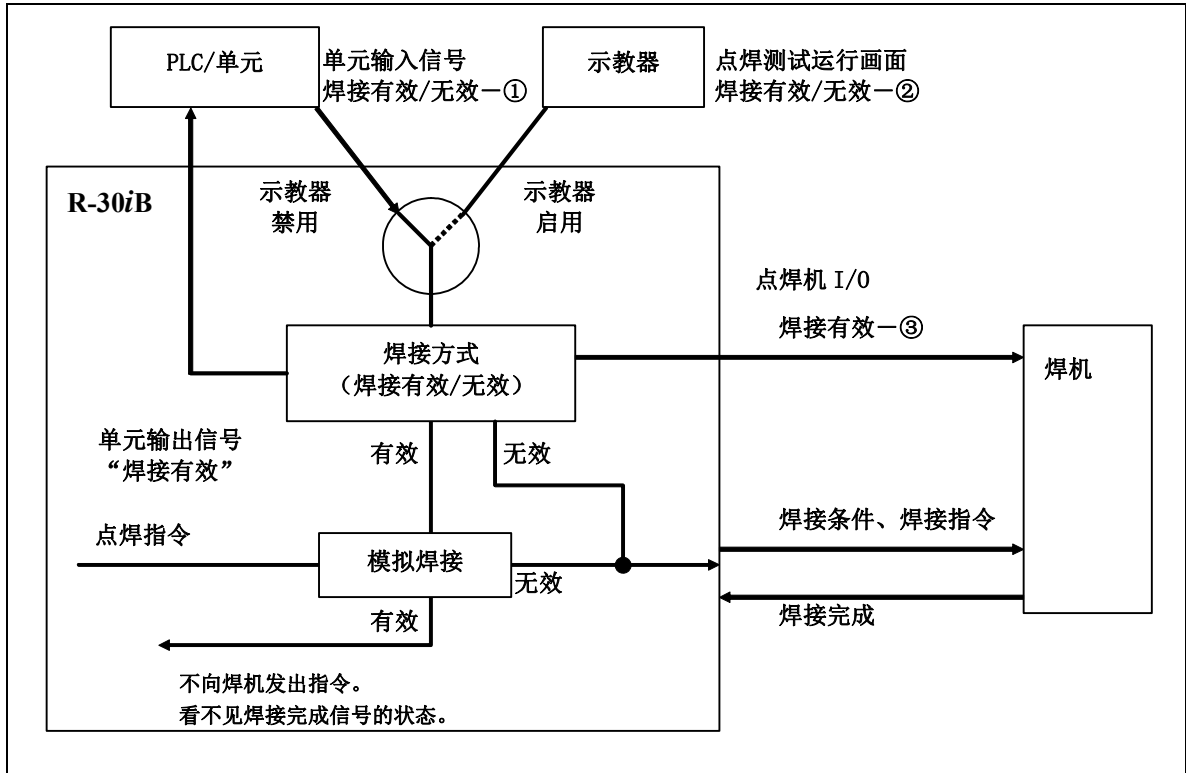 PLC/单元
单元输入信号
焊接有效/无效－①
示教器
点焊测试运行画面
焊接有效/无效－②
R-30iB
示教器
禁用
示教器
启用
点焊机 I/O
焊接有效－③
焊接方式
（焊接有效/无效）
焊机
单元输出信号
“焊接有效”
有效
无效
点焊指令
模拟焊接
无效
焊接条件、焊接指令
有效
焊接完成
不向焊机发出指令。
看不见焊接完成信号的状态。